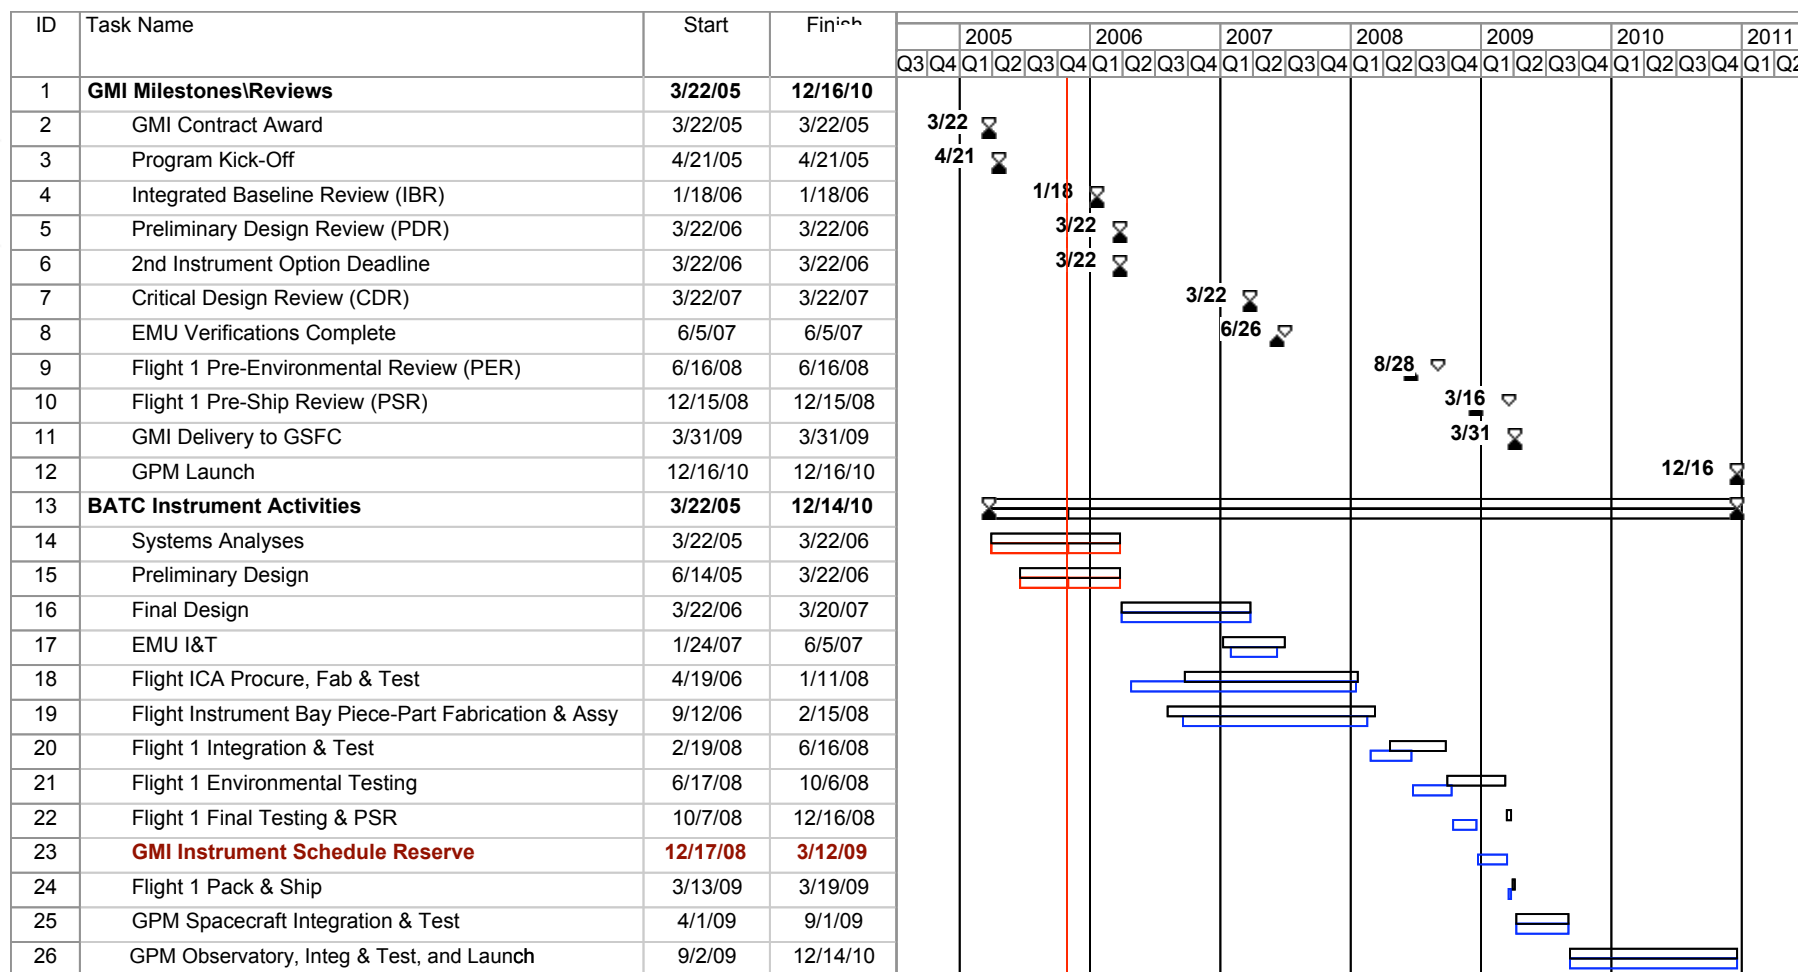 ID Task Name Start Finish
2005 2006 2007 2008 2009 2010 2011
Q3 Q4 Q1 Q2 Q3 Q4 Q1 Q2 Q3 Q4 Q1 Q2 Q3 Q4 Q1 Q2 Q3 Q4 Q1 Q2 Q3 Q4 Q1 Q2 Q3 Q4 Q1 Q2
1 GMI Milestones\Reviews 3/22/05 12/16/10
2 GMI Contract Award 3/22/05 3/22/05 3/22
3 Program Kick-Off 4/21/05 4/21/05 4/21
4 Integrated Baseline Review (IBR) 1/18/06 1/18/06 1/18
5 Preliminary Design Review (PDR) 3/22/06 3/22/06 3/22
6 2nd Instrument Option Deadline 3/22/06 3/22/06 3/22
7 Critical Design Review (CDR) 3/22/07 3/22/07 3/22
8 EMU Verifications Complete 6/5/07 6/5/07 6/26
9 Flight 1 Pre-Environmental Review (PER) 6/16/08 6/16/08 8/28
10 Flight 1 Pre-Ship Review (PSR) 12/15/08 12/15/08 3/16
11 GMI Delivery to GSFC 3/31/09 3/31/09 3/31
12 GPM Launch 12/16/10 12/16/10 12/16
13 BATC Instrument Activities 3/22/05 12/14/10
14 Systems Analyses 3/22/05 3/22/06
15 Preliminary Design 6/14/05 3/22/06
16 Final Design 3/22/06 3/20/07
17 EMU I&T 1/24/07 6/5/07
18 Flight ICA Procure, Fab & Test 4/19/06 1/11/08
19 Flight Instrument Bay Piece-Part Fabrication & Assy 9/12/06 2/15/08
20 Flight 1 Integration & Test 2/19/08 6/16/08
21 Flight 1 Environmental Testing 6/17/08 10/6/08
22 Flight 1 Final Testing & PSR 10/7/08 12/16/08
23 GMI Instrument Schedule Reserve 12/17/08 3/12/09
24 Flight 1 Pack & Ship 3/13/09 3/19/09
25 GPM Spacecraft Integration & Test 4/1/09 9/1/09
26 GPM Observatory, Integ & Test, and Launch 9/2/09 12/14/10